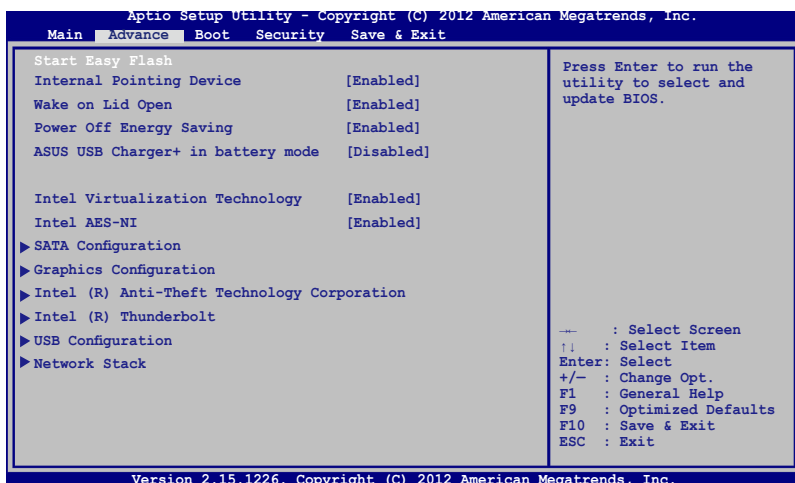 Aptio Setup Utility - Copyright (C) 2012 American Megatrends, Inc.
Main Advance Boot Security Save & Exit
Start Easy Flash
Internal Pointing Device [Enabled]
Wake on Lid Open [Enabled]
Power Off Energy Saving [Enabled]
ASUS USB Charger+ in battery mode [Disabled]
Intel Virtualization Technology [Enabled]
Intel AES-NI [Enabled]
SATA Configuration
Graphics Configuration
Intel (R) Anti-Theft Technology Corporation
Intel (R) Thunderbolt
USB Configuration
Network Stack
Press Enter to run the
utility to select and
update BIOS.
→← : Select Screen
↑↓ : Select Item
Enter: Select
+/— : Change Opt.
F1 : General Help
F9 : Optimized Defaults
F10 : Save & Exit
ESC : Exit
Version 2.15.1226. Copyright (C) 2012 American Megatrends, Inc.